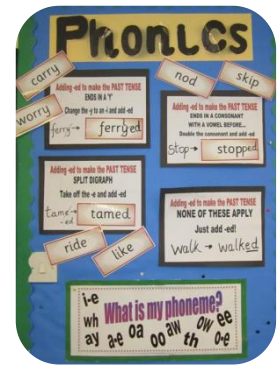 Phonics
carry
worry
nod
skip
Adding -ed to make the PAST TENSE
ENDS IN A 'Y'
Change the -y to an -i and add -ed
ferry →
Adding -ed to make the PAST TENSE
ENDS IN A CONSONANT
WITH A VOWEL BEFORE...
Double the consonant and add -ed
stop → stopped
Adding -ed to make the PAST TENSE
SPLIT DIGRAPH
Take off the -e and add -ed
tame → tamed
-ed
Adding -ed to make the PAST TENSE
NONE OF THESE APPLY
Just add -ed!
walk → walked
ride
like
What is my phoneme?
i-e
wh
ay
a-e
oa
oo
aw
th
ow
ee
o-e